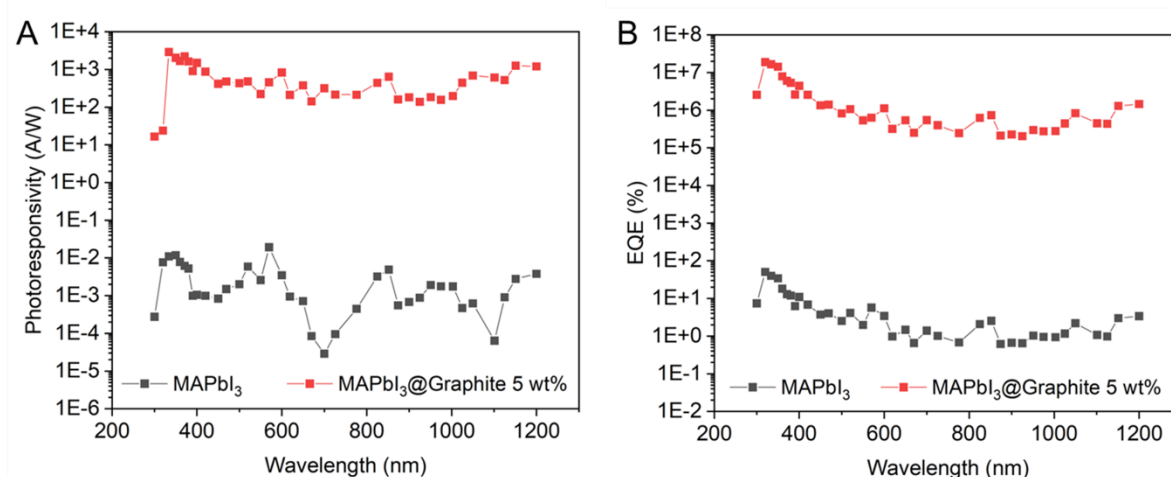 A
Photoresponsivity (A/W)
1E+4
1E+3
1E+2
1E+1
1E+0
1E-1
1E-2
1E-3
1E-4
1E-5
1E-6
MAPbI₃
MAPbI₃@Graphite 5 wt%
200 400 600 800 1000 1200
Wavelength (nm)
B
EQE (%)
1E+8
1E+7
1E+6
1E+5
1E+4
1E+3
1E+2
1E+1
1E+0
1E-1
1E-2
MAPbI₃
MAPbI₃@Graphite 5 wt%
200 400 600 800 1000 1200
Wavelength (nm)